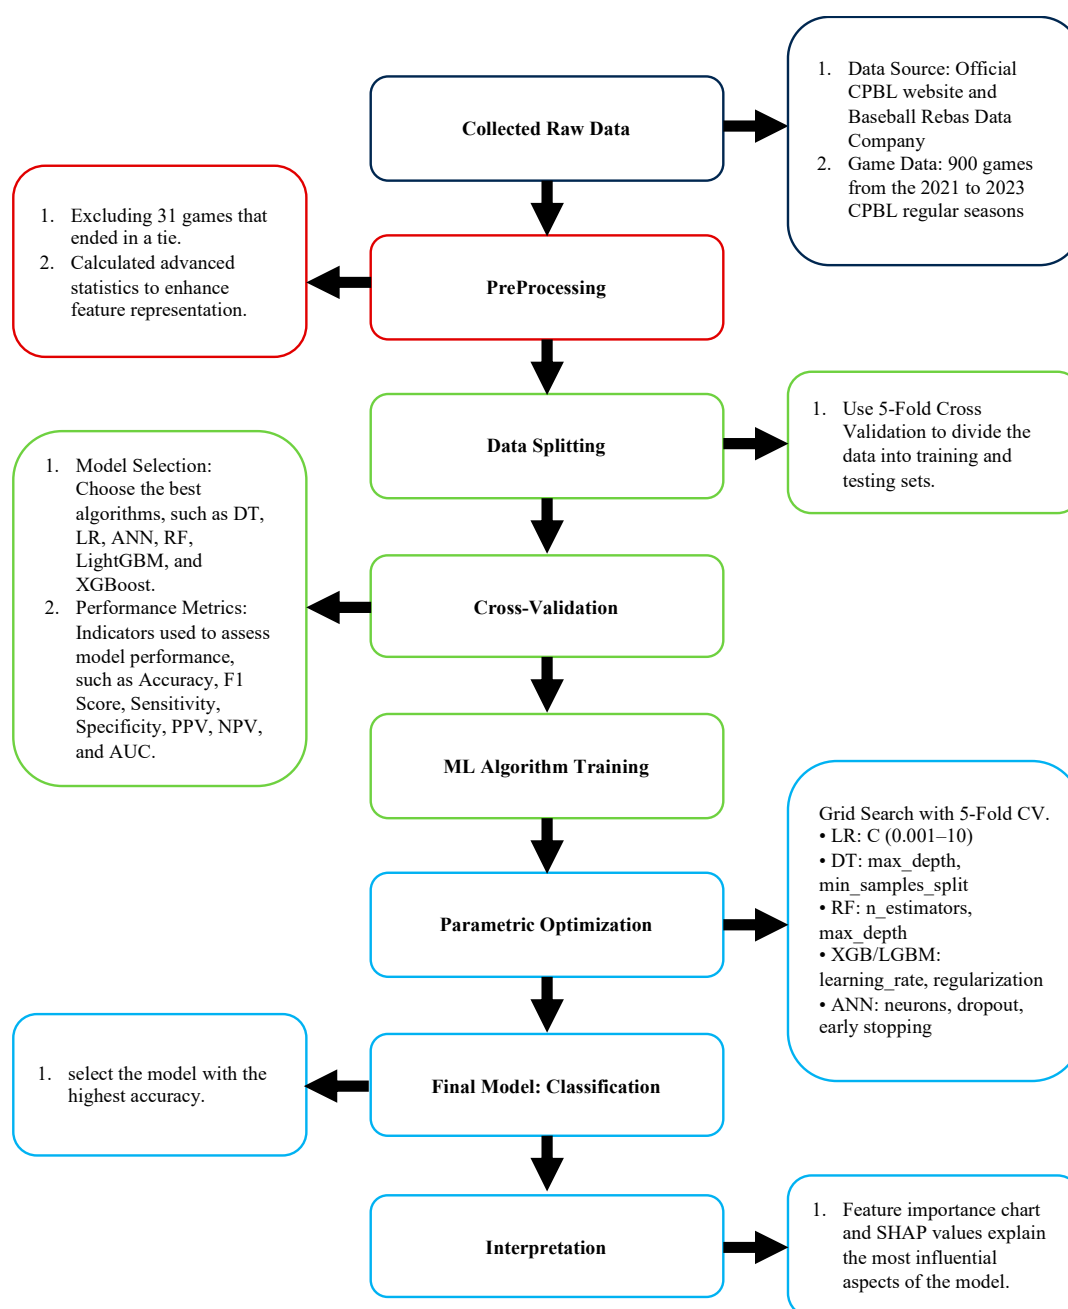 Collected Raw Data
1. Data Source: Official
CPBL website and
Baseball Rebas Data
Company
2. Game Data: 900 games
from the 2021 to 2023
CPBL regular seasons
PreProcessing
1. Excluding 31 games that
ended in a tie.
2. Calculated advanced
statistics to enhance
feature representation.
Data Splitting
1. Use 5-Fold Cross
Validation to divide the
data into training and
testing sets.
Cross-Validation
1. Model Selection:
Choose the best
algorithms, such as DT,
LR, ANN, RF,
LightGBM, and
XGBoost.
2. Performance Metrics:
Indicators used to assess
model performance,
such as Accuracy, F1
Score, Sensitivity,
Specificity, PPV, NPV,
and AUC.
ML Algorithm Training
Parametric Optimization
Grid Search with 5-Fold CV.
• LR: C (0.001–10)
• DT: max_depth,
min_samples_split
• RF: n_estimators,
max_depth
• XGB/LGBM:
learning_rate, regularization
• ANN: neurons, dropout,
early stopping
Final Model: Classification
1. select the model with the
highest accuracy.
Interpretation
1. Feature importance chart
and SHAP values explain
the most influential
aspects of the model.